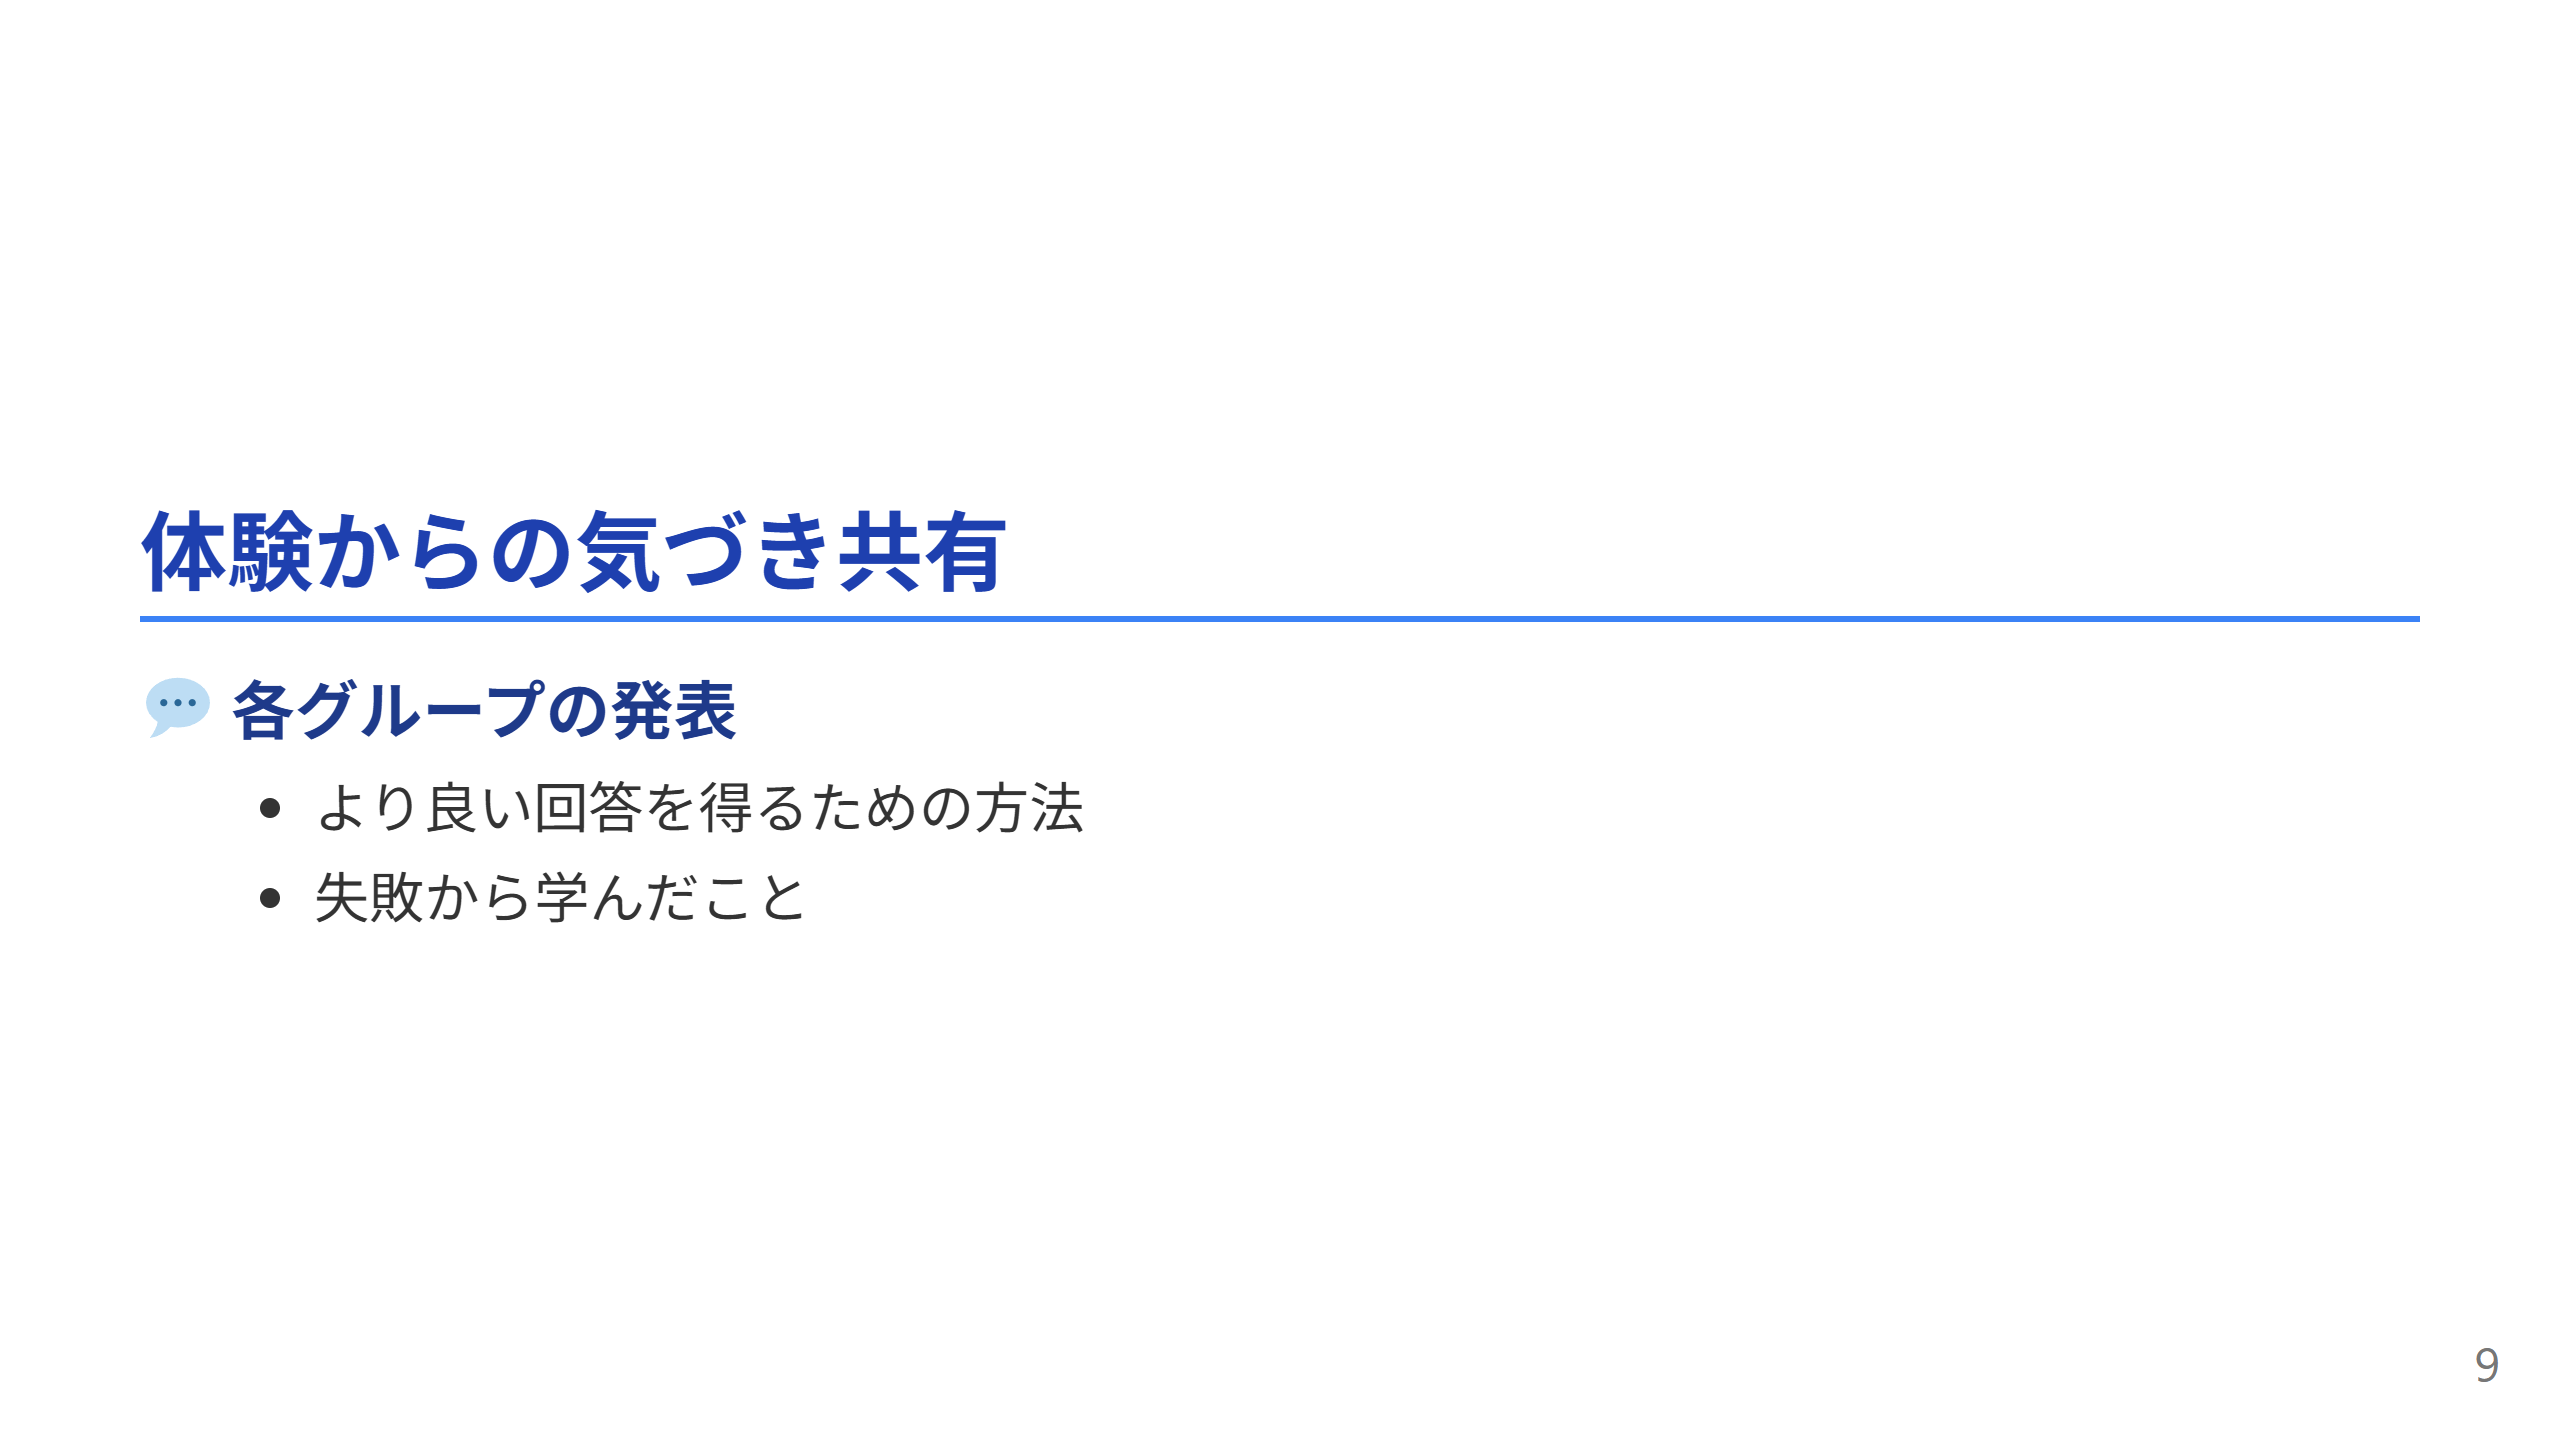 体験からの気づき共有
💬 各グループの発表
• より良い回答を得るための方法
• 失敗から学んだこと
9